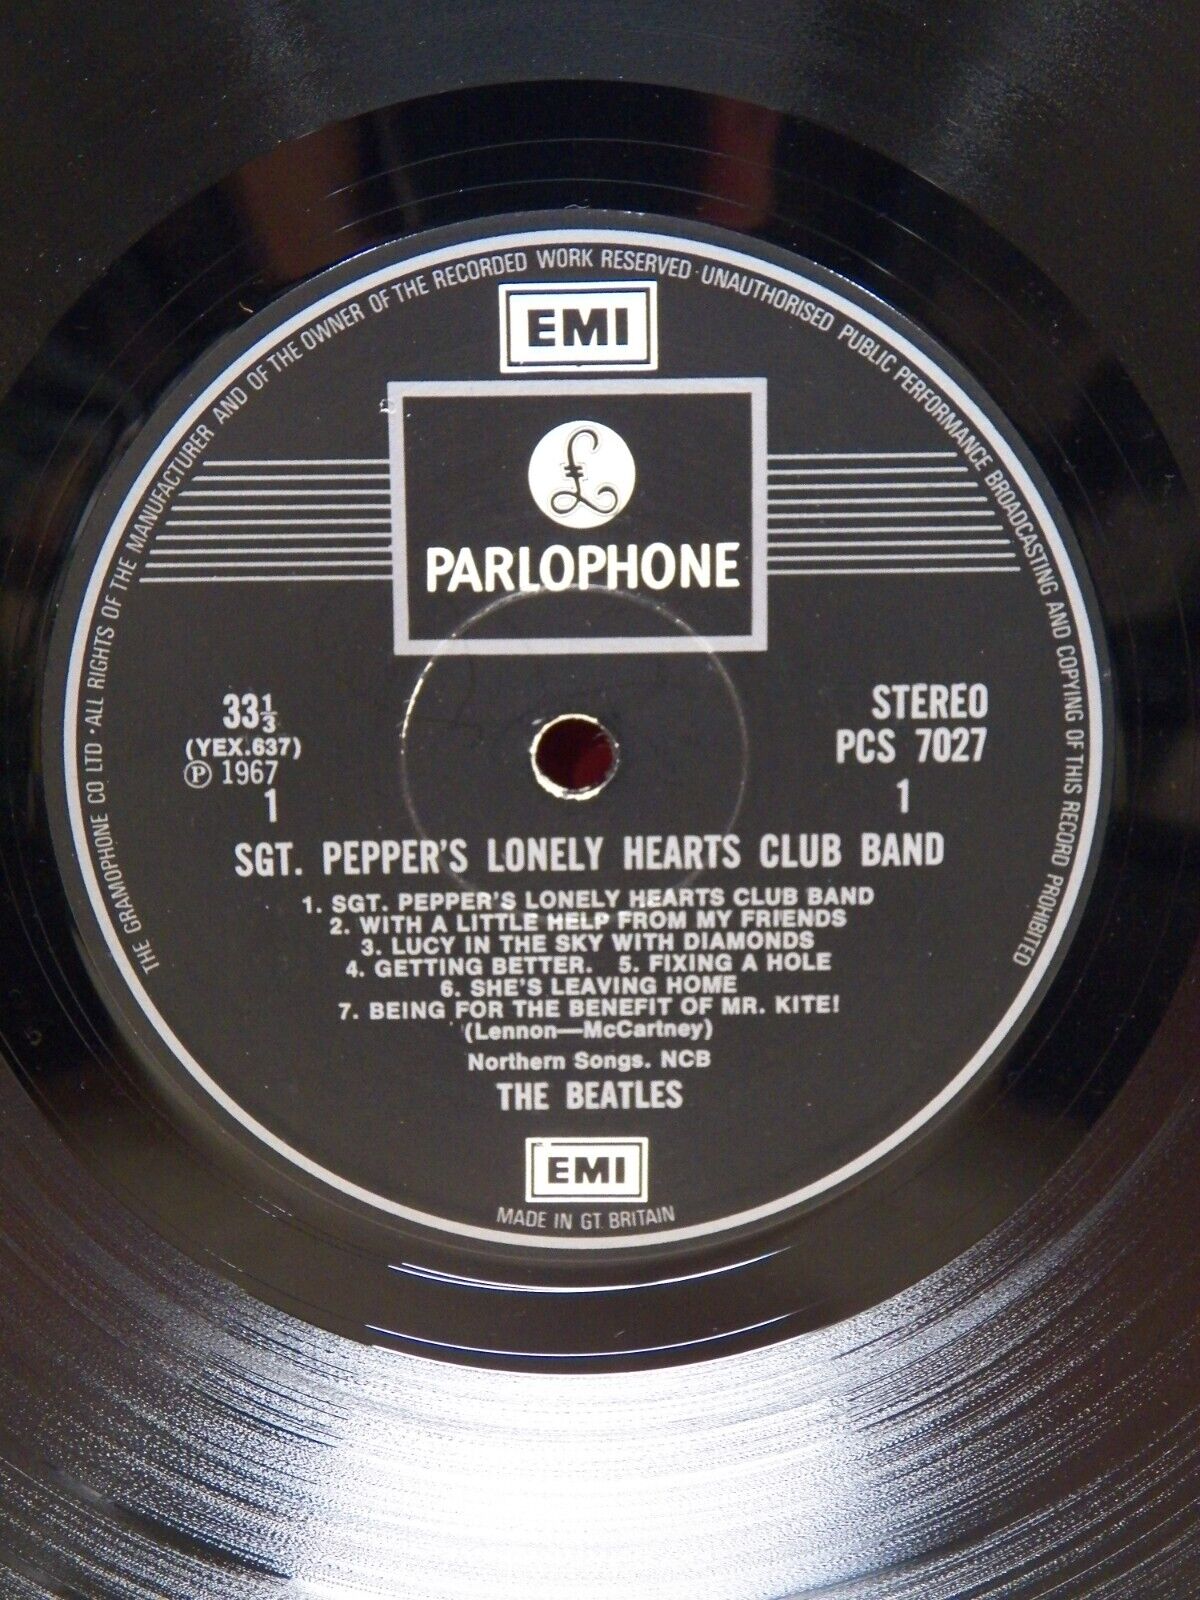 THE GRAMOPHONE CO LTD · ALL RIGHTS OF THE MANUFACTURER AND OF THE OWNER OF THE RECORDED WORK RESERVED · UNAUTHORISED PUBLIC PERFORMANCE BROADCASTING AND COPYING OF THIS RECORD PROHIBITED
EMI
£
PARLOPHONE
33⅓
(YEX.637)
℗ 1967
1
STEREO
PCS 7027
1
SGT. PEPPER'S LONELY HEARTS CLUB BAND
1. SGT. PEPPER'S LONELY HEARTS CLUB BAND
2. WITH A LITTLE HELP FROM MY FRIENDS
3. LUCY IN THE SKY WITH DIAMONDS
4. GETTING BETTER. 5. FIXING A HOLE
6. SHE'S LEAVING HOME
7. BEING FOR THE BENEFIT OF MR. KITE!
(Lennon—McCartney)
Northern Songs. NCB
THE BEATLES
EMI
MADE IN GT. BRITAIN